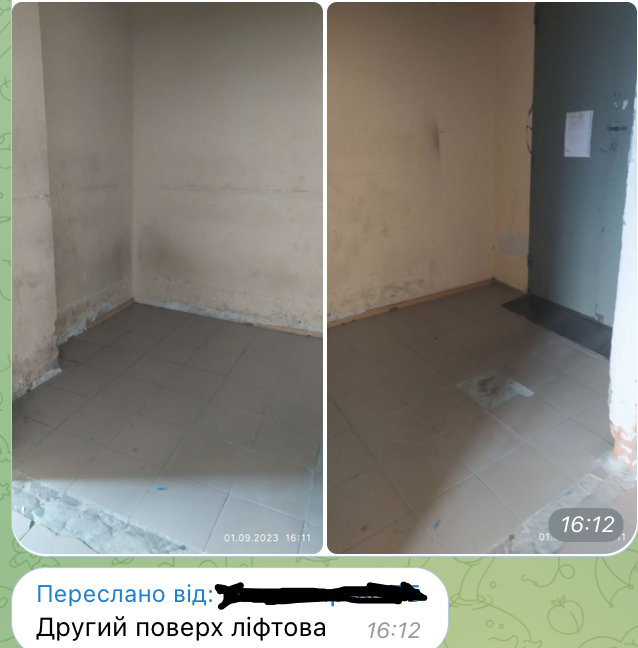 01.09.2023 16:11
16:12
Переслано від:
Другий поверх ліфтова 16:12